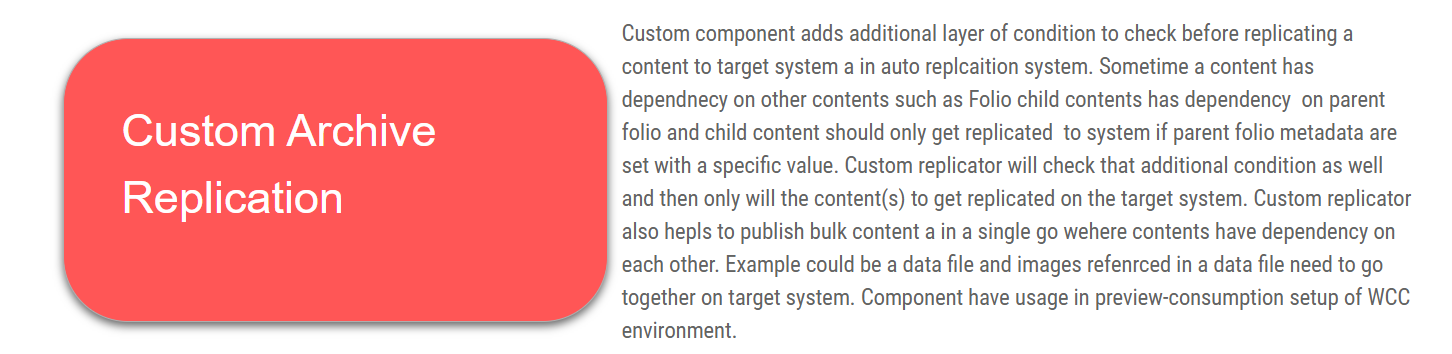 Custom Archive
Replication
Custom component adds additional layer of condition to check before replicating a
content to target system a in auto replcaition system. Sometime a content has
dependnecy on other contents such as Folio child contents has dependency  on parent
folio and child content should only get replicated  to system if parent folio metadata are
set with a specific value. Custom replicator will check that additional condition as well
and then only will the content(s) to get replicated on the target system. Custom replicator
also hepls to publish bulk content a in a single go wehere contents have dependency on
each other. Example could be a data file and images refenrced in a data file need to go
together on target system. Component have usage in preview-consumption setup of WCC
environment.